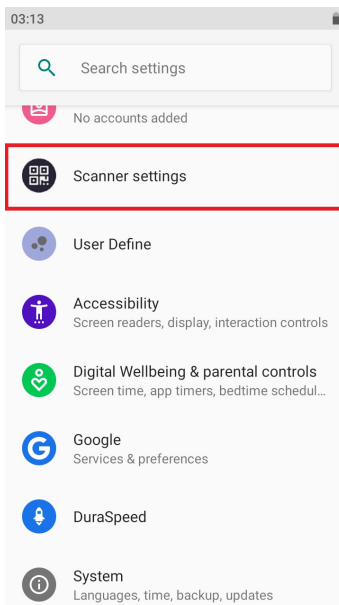 03:13
Search settings
No accounts added
Scanner settings
User Define
Accessibility
Screen readers, display, interaction controls
Digital Wellbeing & parental controls
Screen time, app timers, bedtime schedul...
Google
Services & preferences
DuraSpeed
System
Languages, time, backup, updates